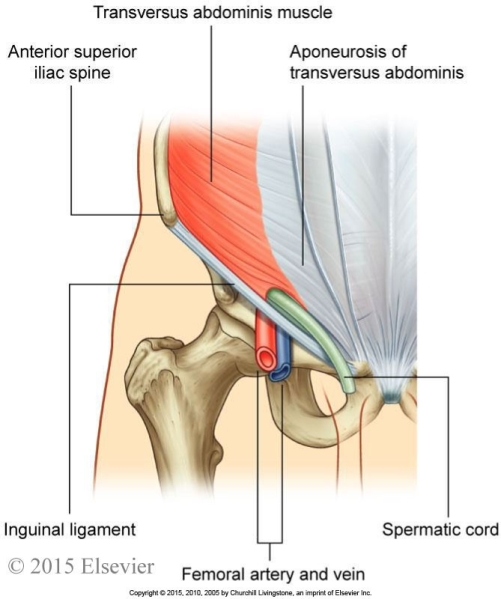 Transversus abdominis muscle
Anterior superior
iliac spine
Aponeurosis of
transversus abdominis
Inguinal ligament
Spermatic cord
© 2015 Elsevier
Femoral artery and vein
Copyright © 2015, 2010, 2005 by Churchill Livingstone, an imprint of Elsevier Inc.